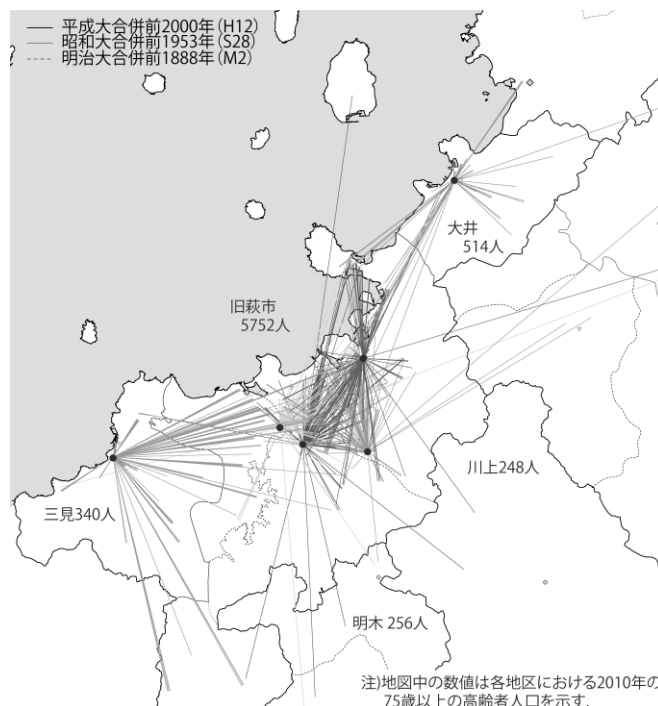 平成大合併前2000年(H12)
昭和大合併前1953年(S28)
明治大合併前1888年(M2)
大井
514人
旧萩市
5752人
川上248人
三見340人
明木 256人
注)地図中の数値は各地区における2010年の
75歳以上の高齢者人口を示す.